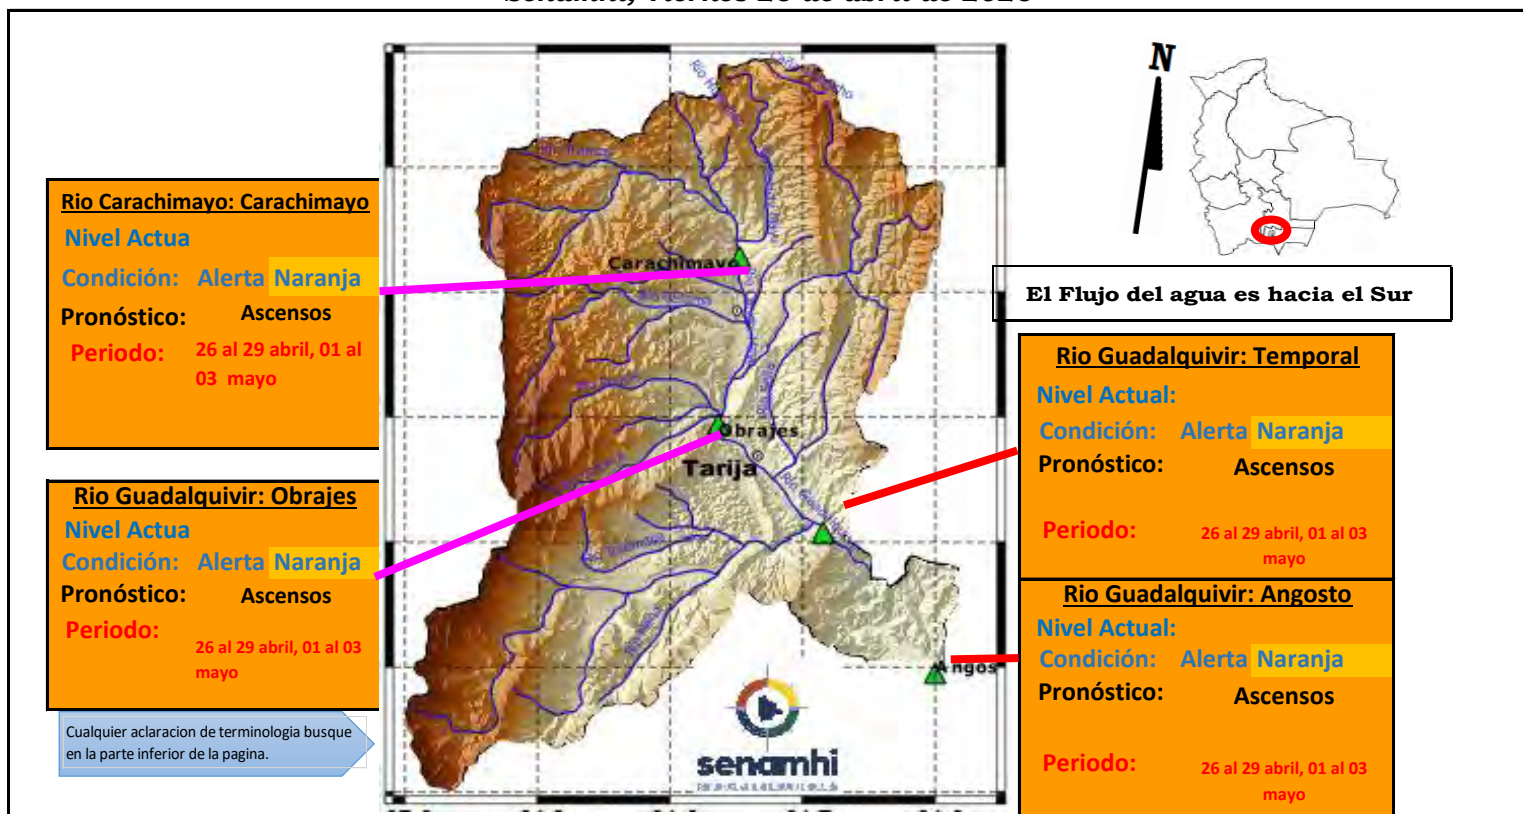 Rio Carachimayo: Carachimayo
Nivel Actua
Condición: Alerta Naranja
Pronóstico: Ascensos
Periodo: 26 al 29 abril, 01 al
03 mayo
Rio Guadalquivir: Obrajes
Nivel Actua
Condición: Alerta Naranja
Pronóstico: Ascensos
Periodo:
26 al 29 abril, 01 al 03
mayo
Cualquier aclaracion de terminologia busque
en la parte inferior de la pagina.
Carachimayo
Obrajes
Tarija
Angos
senamhi
N
El Flujo del agua es hacia el Sur
Rio Guadalquivir: Temporal
Nivel Actual:
Condición: Alerta Naranja
Pronóstico: Ascensos
Periodo: 26 al 29 abril, 01 al 03
mayo
Rio Guadalquivir: Angosto
Nivel Actual:
Condición: Alerta Naranja
Pronóstico: Ascensos
Periodo: 26 al 29 abril, 01 al 03
mayo